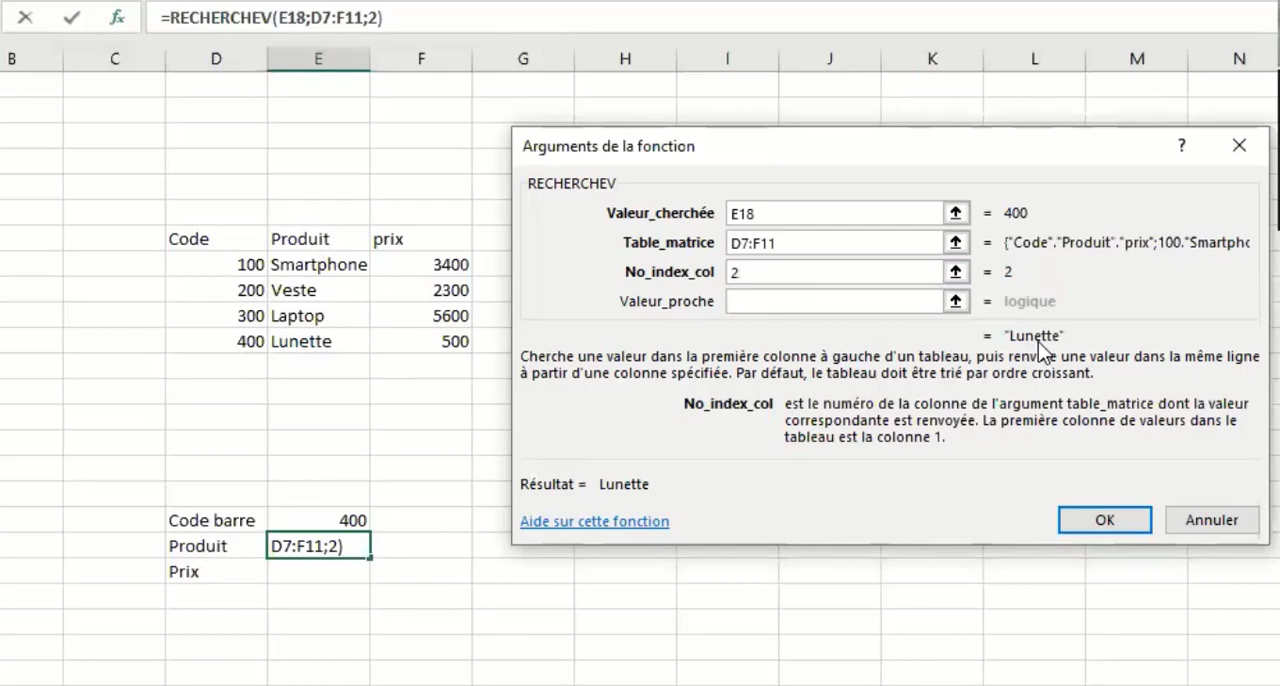 fx =RECHERCHEV(E18;D7:F11;2)
B C D E F G H I J K L M N
Arguments de la fonction ?
RECHERCHEV
Valeur_cherchée E18 = 400
Table_matrice D7:F11 = {"Code"."Produit"."prix";100."Smartpho
No_index_col 2 = 2
Valeur_proche = logique
= "Lunette"
Cherche une valeur dans la première colonne à gauche d'un tableau, puis renvoie une valeur dans la même ligne
à partir d'une colonne spécifiée. Par défaut, le tableau doit être trié par ordre croissant.
No_index_col est le numéro de la colonne de l'argument table_matrice dont la valeur
correspondante est renvoyée. La première colonne de valeurs dans le
tableau est la colonne 1.
Résultat = Lunette
Aide sur cette fonction OK Annuler
Code Produit prix
100 Smartphone 3400
200 Veste 2300
300 Laptop 5600
400 Lunette 500
Code barre 400
Produit D7:F11;2)
Prix